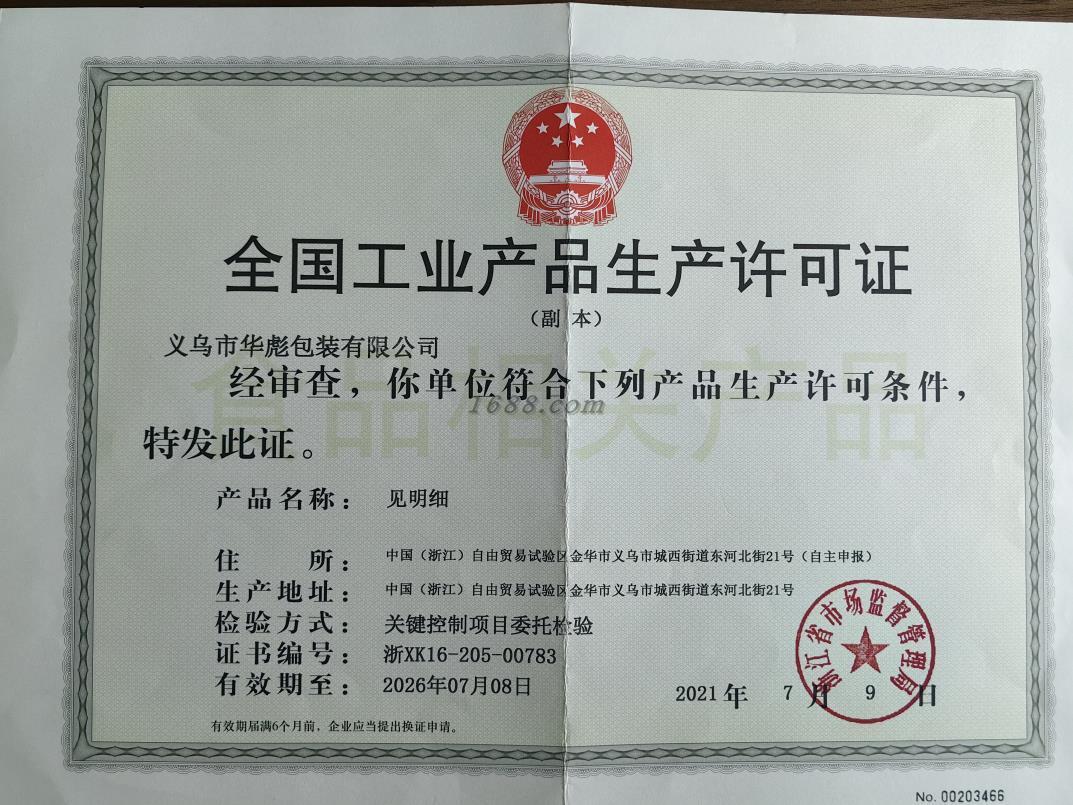 全国工业产品生产许可证
（副 本）
义乌市华彪包装有限公司
食品相关产品
经审查，你单位符合下列产品生产许可条件，
1688.com
特发此证。
产品名称： 见明细
住 所： 中国（浙江）自由贸易试验区金华市义乌市城西街道东河北街21号（自主申报）
生产地址： 中国（浙江）自由贸易试验区金华市义乌市城西街道东河北街21号
检验方式： 关键控制项目委托检验
证书编号： 浙XK16-205-00783
有效期至： 2026年07月08日
浙江省市场监督管理局
2021 年 7 月 9 日
有效期届满6个月前，企业应当提出换证申请。
No. 00203466